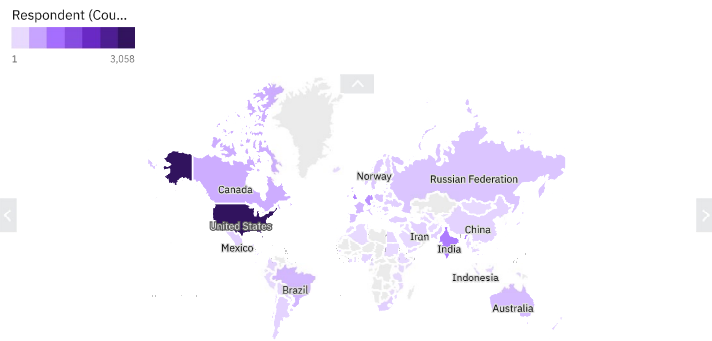 Respondent (Cou...
1
3,058
Norway
Russian Federation
Canada
United States
China
Iran
Mexico
India
Indonesia
Brazil
Australia